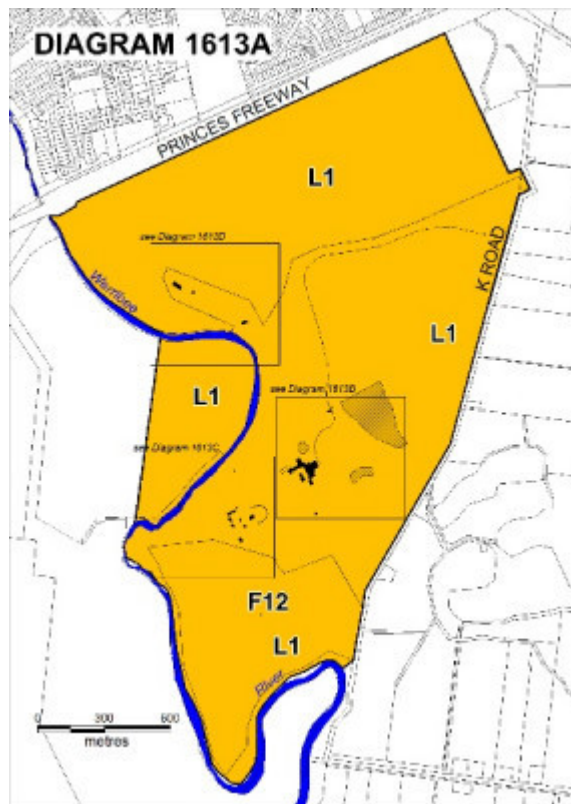 DIAGRAM 1613A
PRINCES FREEWAY
L1
see Diagram 1613D
Werribee
K ROAD
L1
L1
see Diagram 1613B
see Diagram 1613C
F12
L1
River
0 300 600
metres